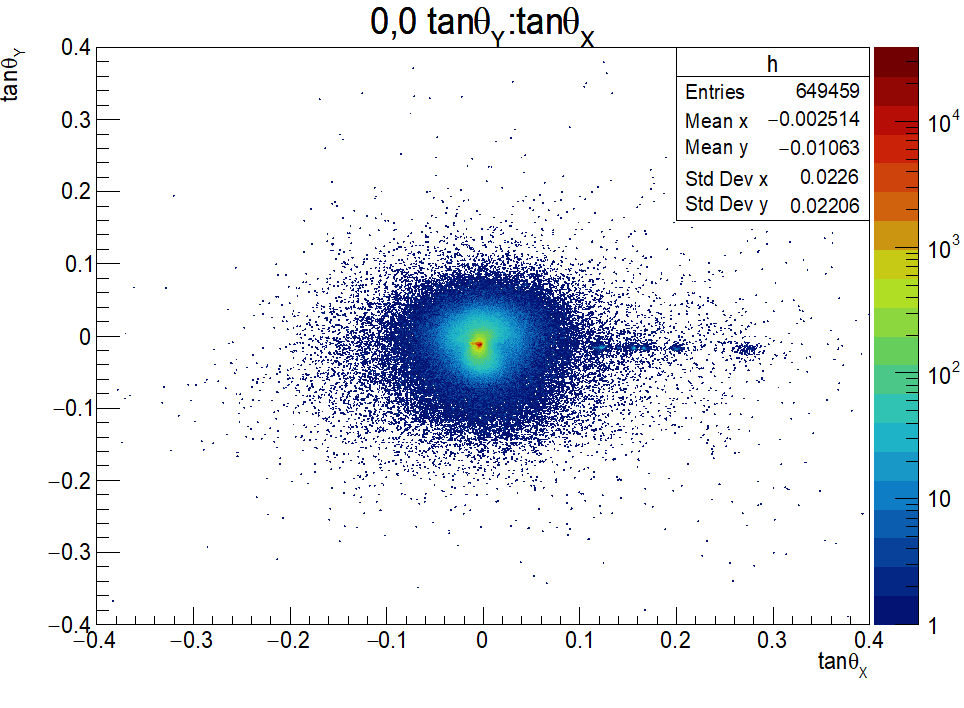 0,0 tanθY:tanθX
tanθY
h
Entries 649459
Mean x −0.002514
Mean y −0.01063
Std Dev x 0.0226
Std Dev y 0.02206
0.4
0.3
0.2
0.1
0
−0.1
−0.2
−0.3
−0.4
−0.4 −0.3 −0.2 −0.1 0 0.1 0.2 0.3 0.4
tanθX
10^4
10^3
10^2
10
1